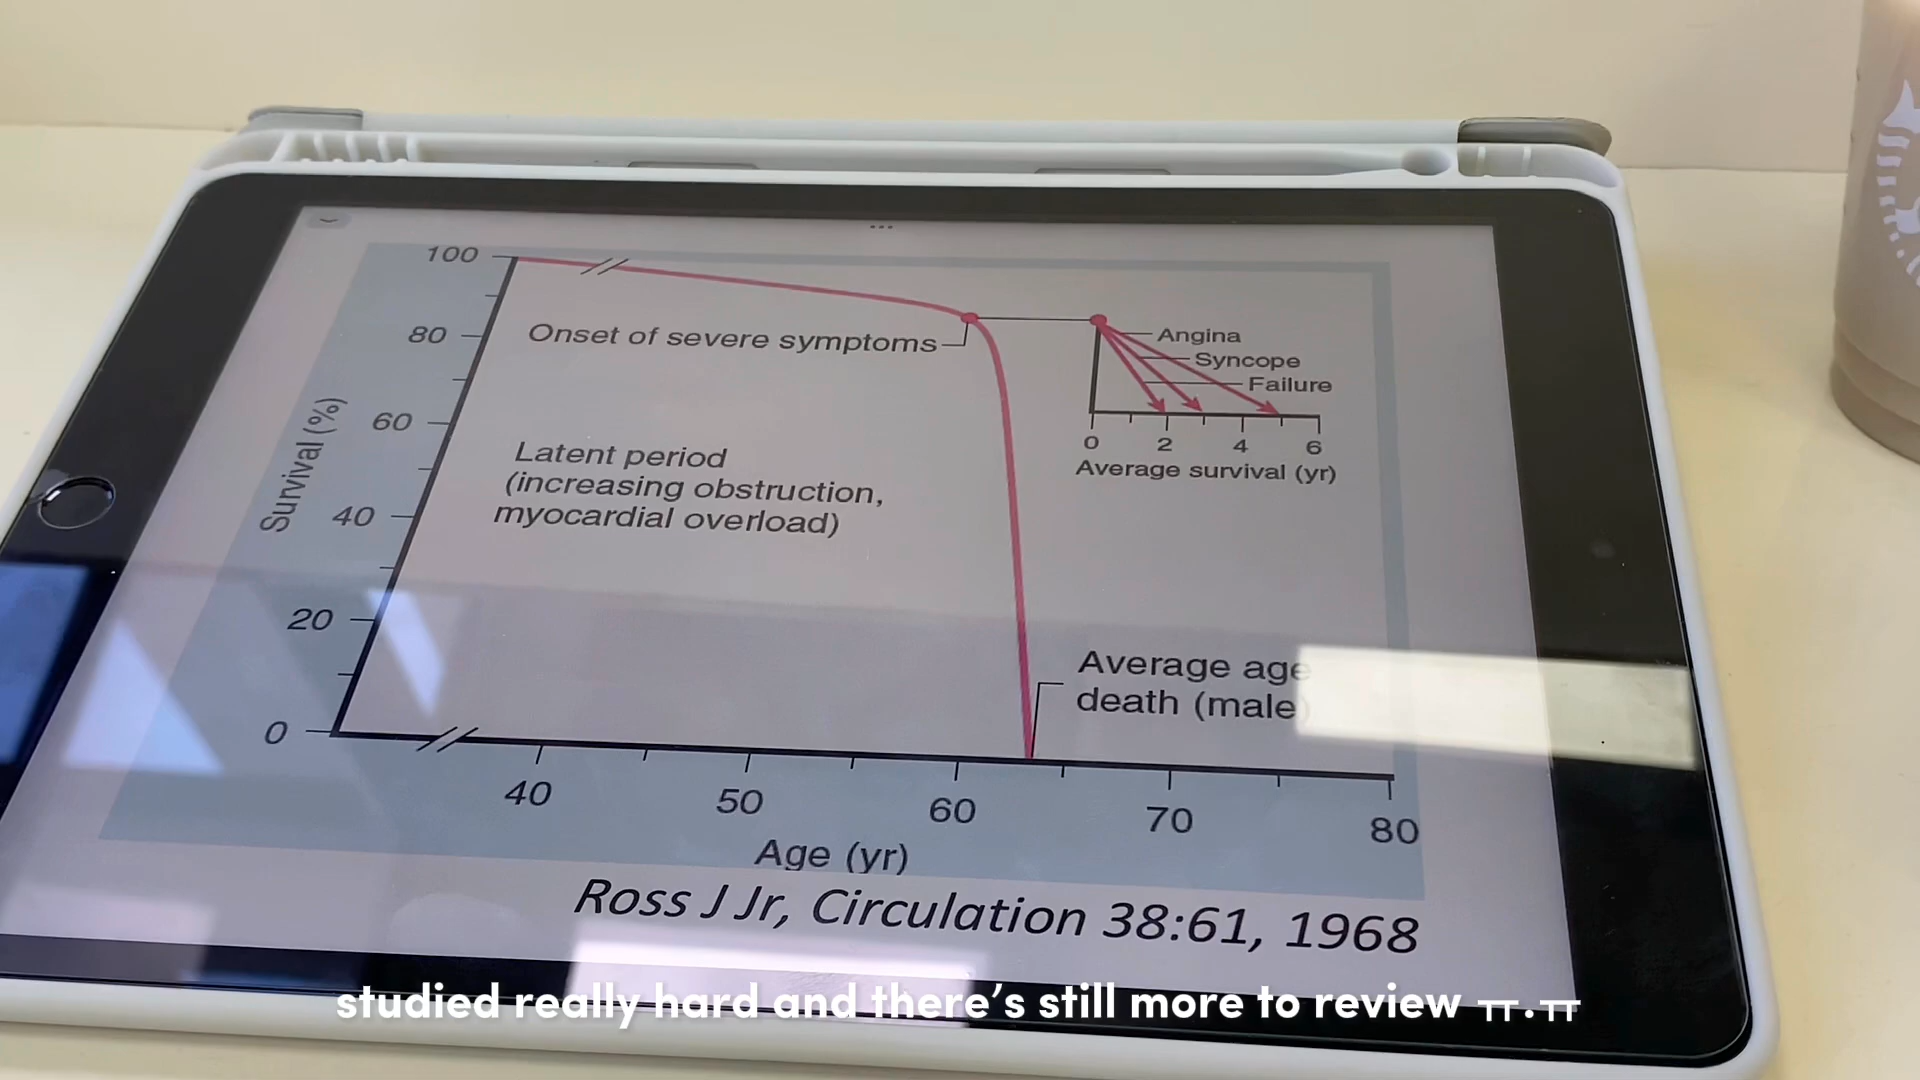 100
80
60
40
20
0
Survival (%)
Onset of severe symptoms
Latent period
(increasing obstruction,
myocardial overload)
Angina
Syncope
Failure
0 2 4 6
Average survival (yr)
Average age
death (male
40 50 60 70 80
Age (yr)
Ross J Jr, Circulation 38:61, 1968
studied really hard and there's still more to review ㅠ.ㅠ